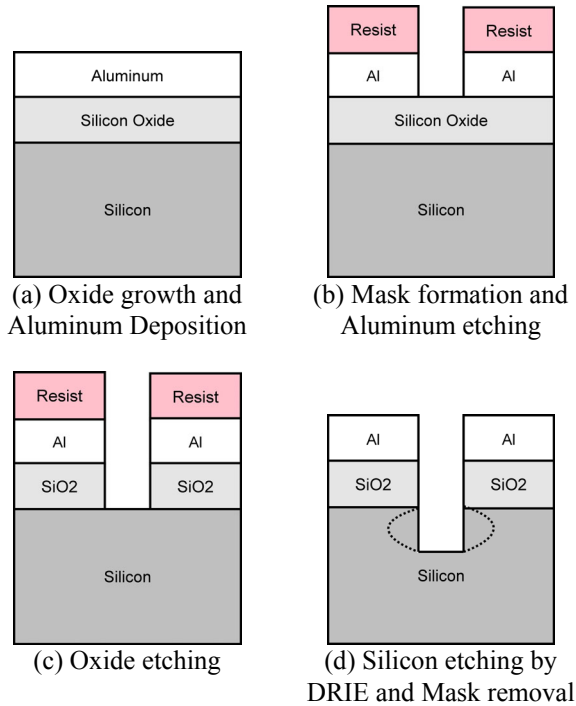 Aluminum
Silicon Oxide
Silicon
(a) Oxide growth and
Aluminum Deposition
Resist Resist
Al Al
Silicon Oxide
Silicon
(b) Mask formation and
Aluminum etching
Resist Resist
Al Al
SiO2 SiO2
Silicon
(c) Oxide etching
Al Al
SiO2 SiO2
Silicon
(d) Silicon etching by
DRIE and Mask removal